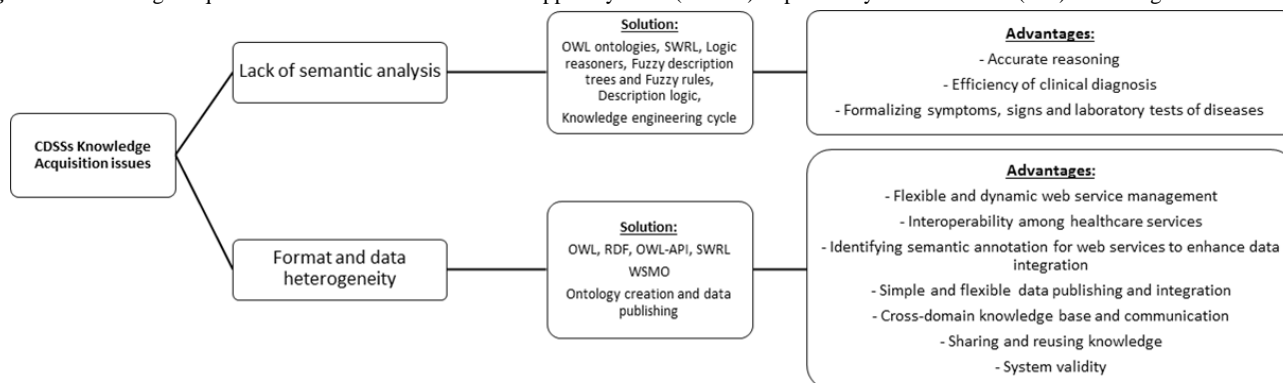 CDSSs Knowledge
Acquisition issues
Lack of semantic analysis
Solution:
OWL ontologies, SWRL, Logic
reasoners, Fuzzy description
trees and Fuzzy rules,
Description logic,
Knowledge engineering cycle
Advantages:
- Accurate reasoning
- Efficiency of clinical diagnosis
- Formalizing symptoms, signs and laboratory tests of diseases
Format and data
heterogeneity
Solution:
OWL, RDF, OWL-API, SWRL
WSMO
Ontology creation and data
publishing
Advantages:
- Flexible and dynamic web service management
- Interoperability among healthcare services
- Identifying semantic annotation for web services to enhance data
integration
- Simple and flexible data publishing and integration
- Cross-domain knowledge base and communication
- Sharing and reusing knowledge
- System validity